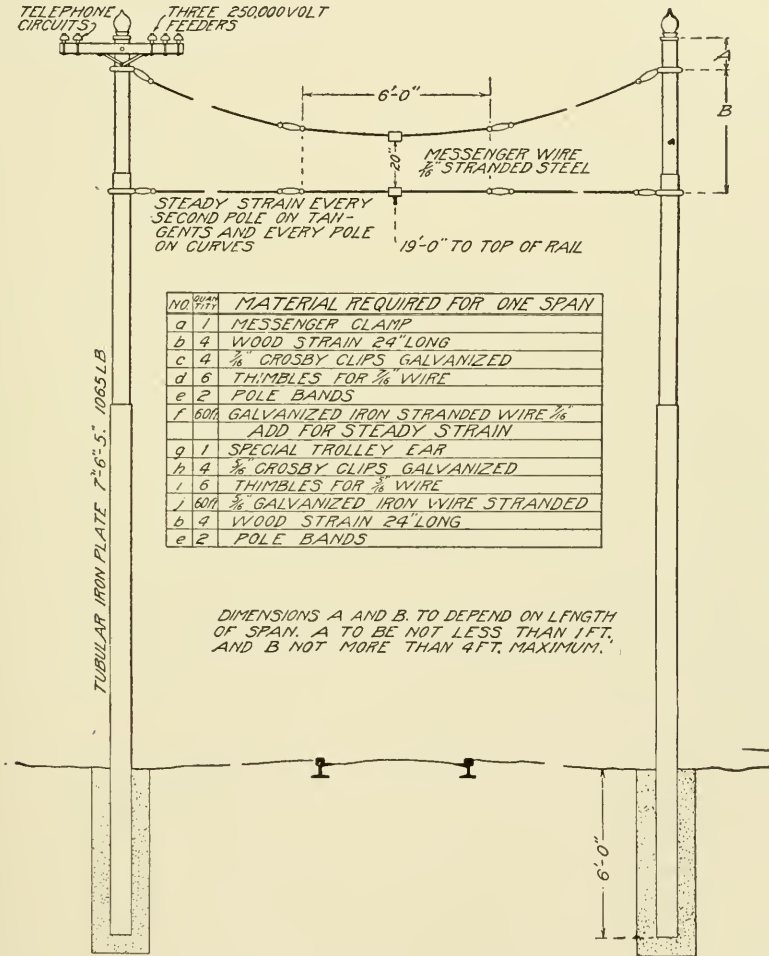 TELEPHONE
CIRCUITS
THREE 250,000 VOLT
FEEDERS
A
6'-0"
B
20"
MESSENGER WIRE
7/16" STRANDED STEEL
STEADY STRAIN EVERY
SECOND POLE ON TAN-
GENTS AND EVERY POLE
ON CURVES
19'-0" TO TOP OF RAIL
NO. QUANTITY MATERIAL REQUIRED FOR ONE SPAN
a 1 MESSENGER CLAMP
b 4 WOOD STRAIN 24" LONG
c 4 7/16" CROSBY CLIPS GALVANIZED
d 6 THIMBLES FOR 7/16" WIRE
e 2 POLE BANDS
f 60ft GALVANIZED IRON STRANDED WIRE 7/16"
ADD FOR STEADY STRAIN
g 1 SPECIAL TROLLEY EAR
h 4 5/16" CROSBY CLIPS GALVANIZED
i 6 THIMBLES FOR 5/16" WIRE
j 60ft 5/16" GALVANIZED IRON WIRE STRANDED
b 4 WOOD STRAIN 24" LONG
e 2 POLE BANDS
TUBULAR IRON PLATE 7"-6"-5." 1065 LB
DIMENSIONS A AND B. TO DEPEND ON LENGTH
OF SPAN. A TO BE NOT LESS THAN 1 FT.
AND B NOT MORE THAN 4 FT. MAXIMUM.
6'-0"